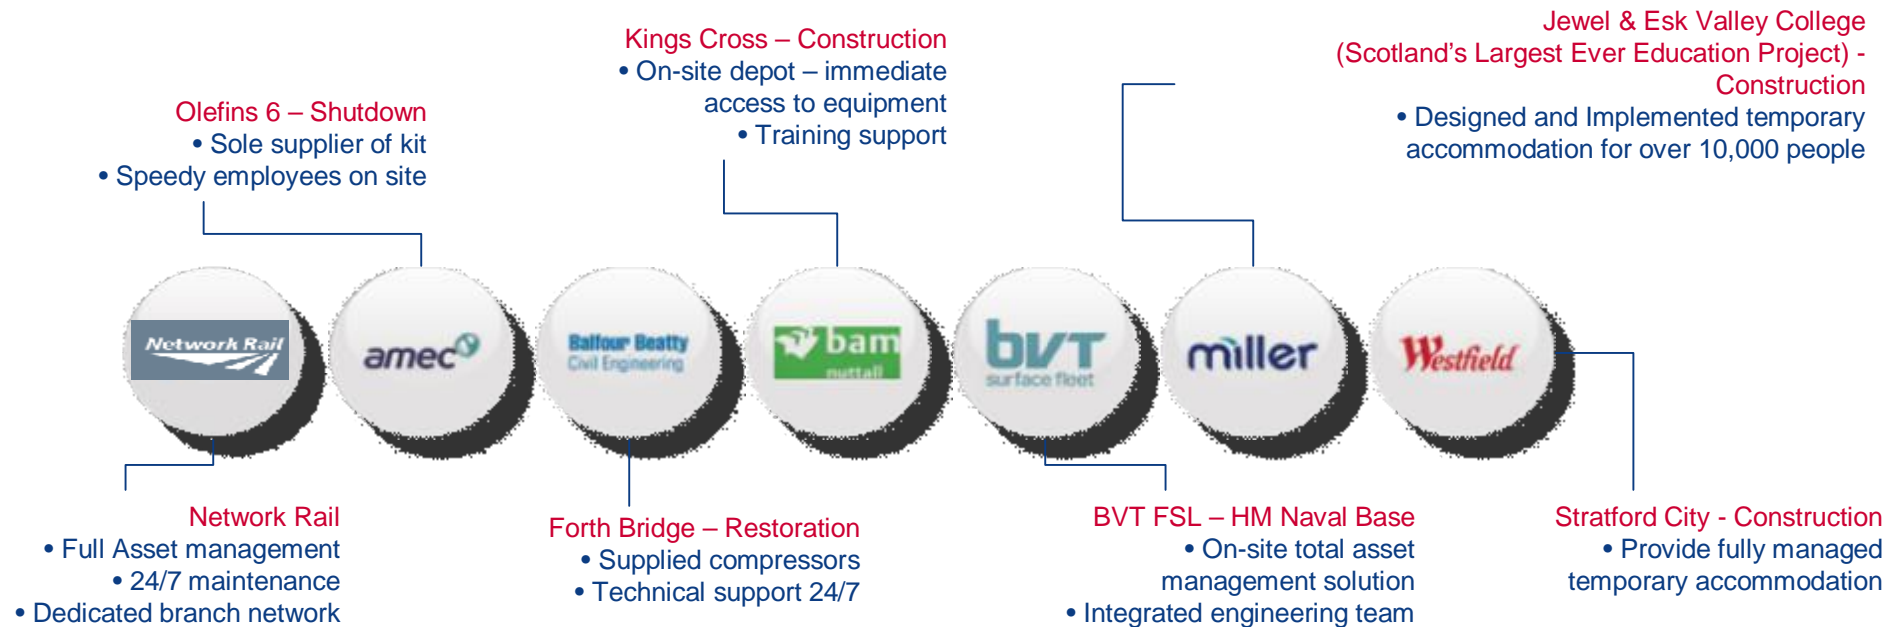 Jewel & Esk Valley College
(Scotland's Largest Ever Education Project) -
Construction
• Designed and Implemented temporary
accommodation for over 10,000 people
Kings Cross – Construction
• On-site depot – immediate
access to equipment
• Training support
Olefins 6 – Shutdown
• Sole supplier of kit
• Speedy employees on site
Network Rail
amec
Balfour Beatty
Civil Engineering
bam
nuttall
bvt
surface fleet
miller
Westfield
Network Rail
• Full Asset management
• 24/7 maintenance
• Dedicated branch network
Forth Bridge – Restoration
• Supplied compressors
• Technical support 24/7
BVT FSL – HM Naval Base
• On-site total asset
management solution
• Integrated engineering team
Stratford City - Construction
• Provide fully managed
temporary accommodation